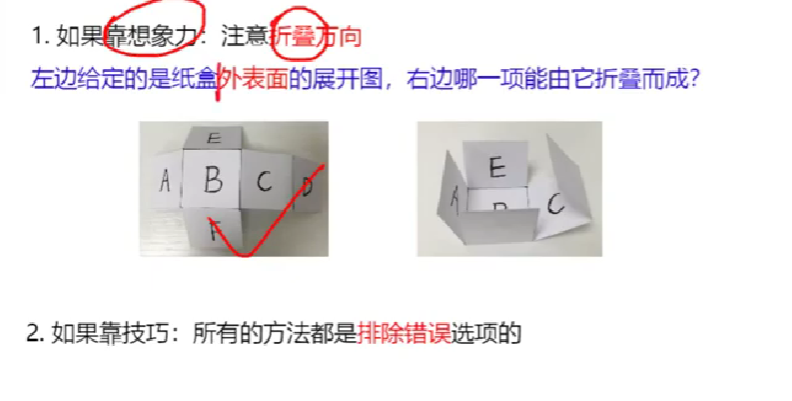 1. 如果靠想象力：注意折叠方向
左边给定的是纸盒外表面的展开图，右边哪一项能由它折叠而成？
E
A B C D
F
E
A B C
2. 如果靠技巧：所有的方法都是排除错误选项的